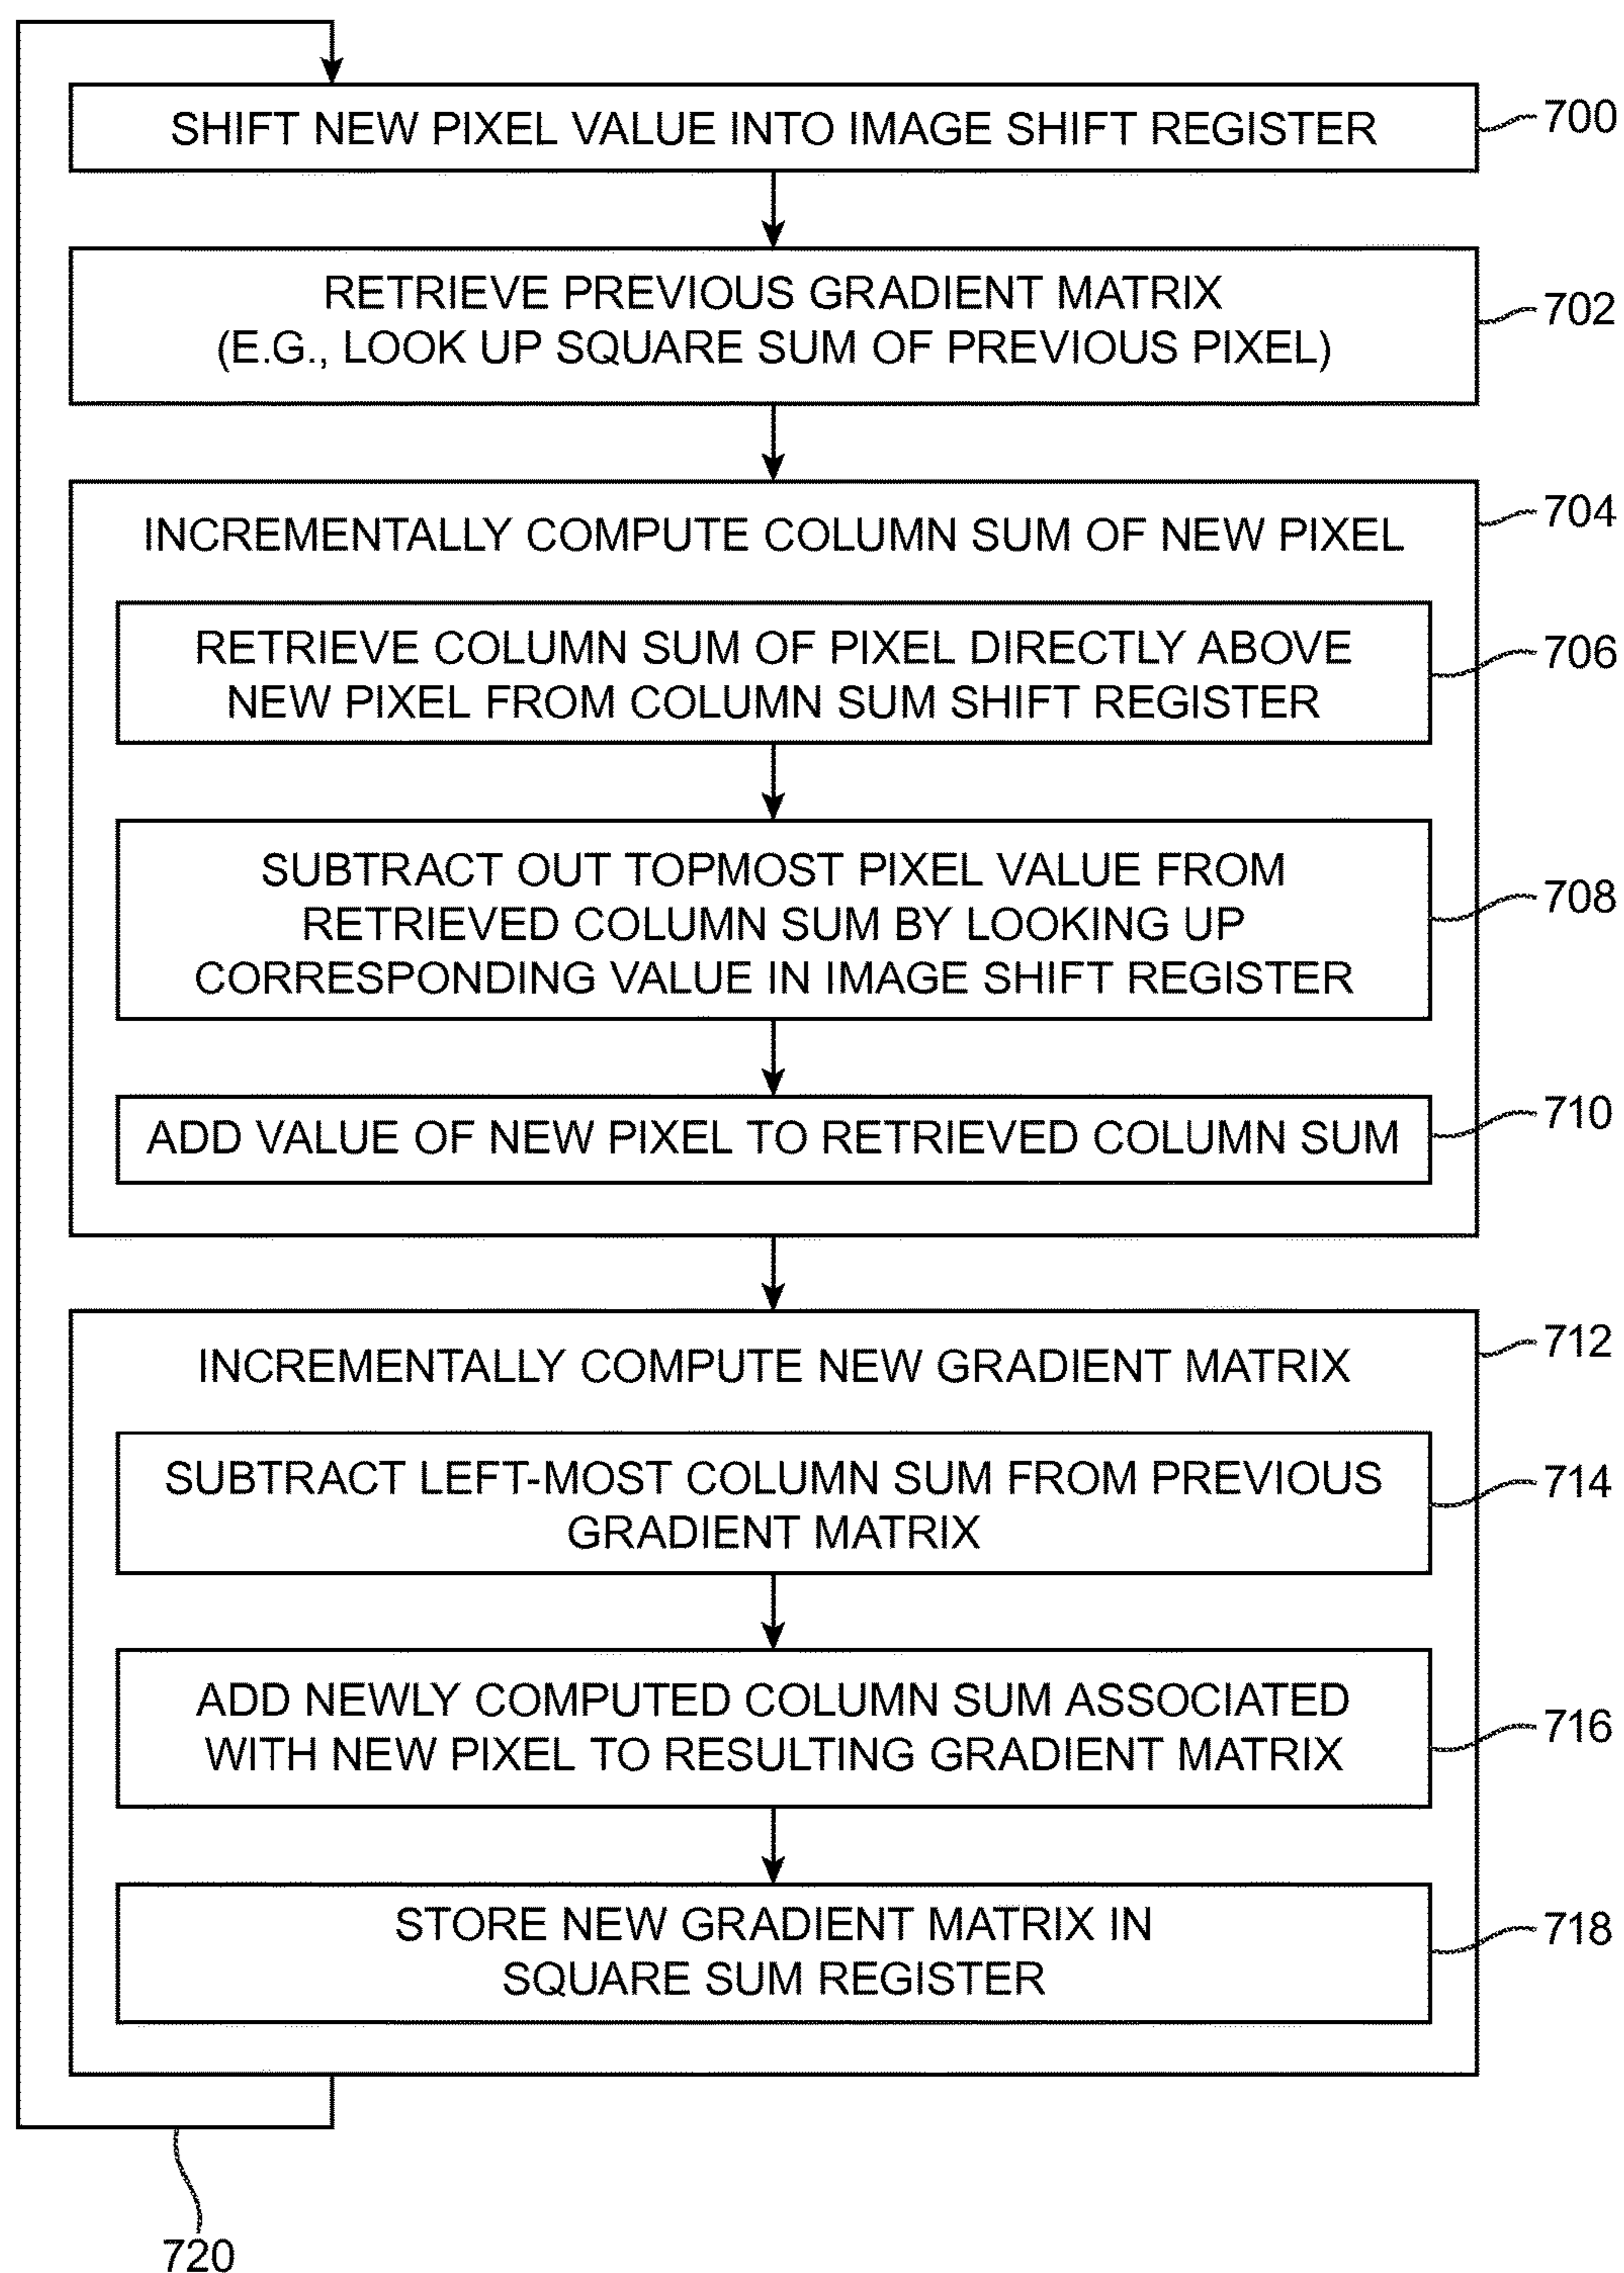 SHIFT NEW PIXEL VALUE INTO IMAGE SHIFT REGISTER
700
RETRIEVE PREVIOUS GRADIENT MATRIX
(E.G., LOOK UP SQUARE SUM OF PREVIOUS PIXEL)
702
INCREMENTALLY COMPUTE COLUMN SUM OF NEW PIXEL
704
RETRIEVE COLUMN SUM OF PIXEL DIRECTLY ABOVE
NEW PIXEL FROM COLUMN SUM SHIFT REGISTER
706
SUBTRACT OUT TOPMOST PIXEL VALUE FROM
RETRIEVED COLUMN SUM BY LOOKING UP
CORRESPONDING VALUE IN IMAGE SHIFT REGISTER
708
ADD VALUE OF NEW PIXEL TO RETRIEVED COLUMN SUM
710
INCREMENTALLY COMPUTE NEW GRADIENT MATRIX
712
SUBTRACT LEFT-MOST COLUMN SUM FROM PREVIOUS
GRADIENT MATRIX
714
ADD NEWLY COMPUTED COLUMN SUM ASSOCIATED
WITH NEW PIXEL TO RESULTING GRADIENT MATRIX
716
STORE NEW GRADIENT MATRIX IN
SQUARE SUM REGISTER
718
720